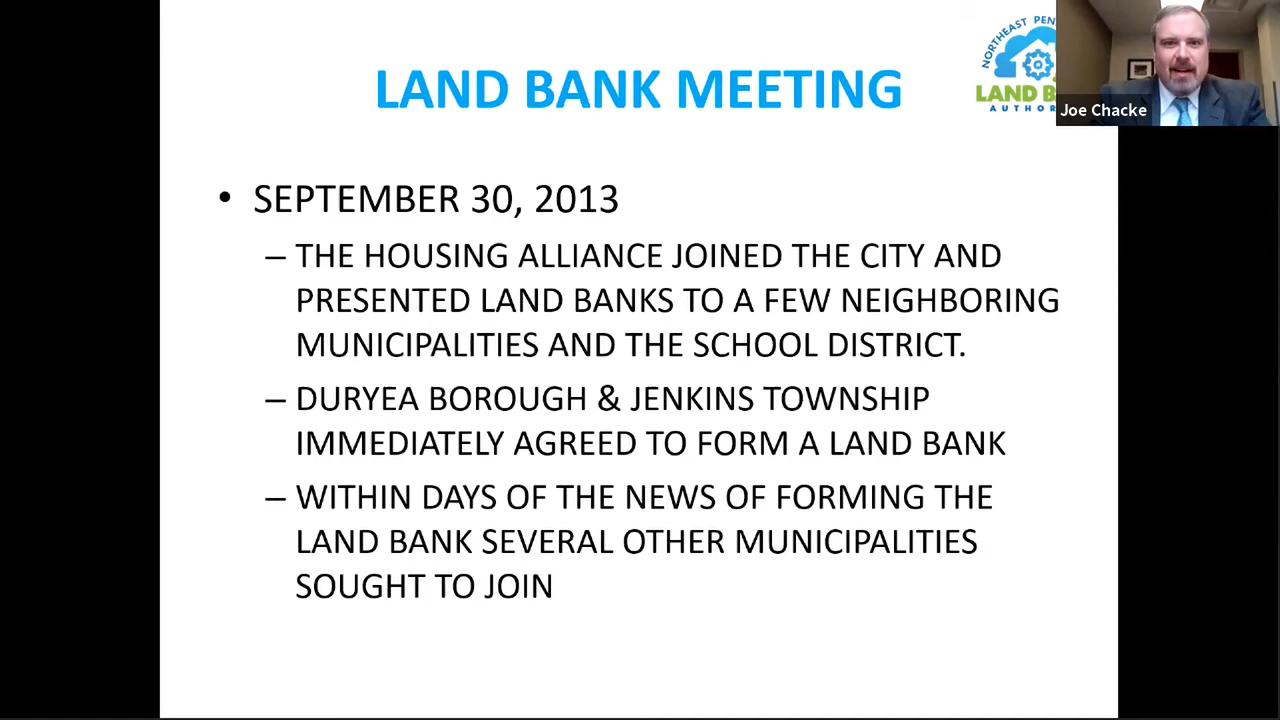 LAND BANK MEETING
NORTHEAST
LAND
Joe Chacke
• SEPTEMBER 30, 2013
– THE HOUSING ALLIANCE JOINED THE CITY AND
PRESENTED LAND BANKS TO A FEW NEIGHBORING
MUNICIPALITIES AND THE SCHOOL DISTRICT.
– DURYEA BOROUGH & JENKINS TOWNSHIP
IMMEDIATELY AGREED TO FORM A LAND BANK
– WITHIN DAYS OF THE NEWS OF FORMING THE
LAND BANK SEVERAL OTHER MUNICIPALITIES
SOUGHT TO JOIN